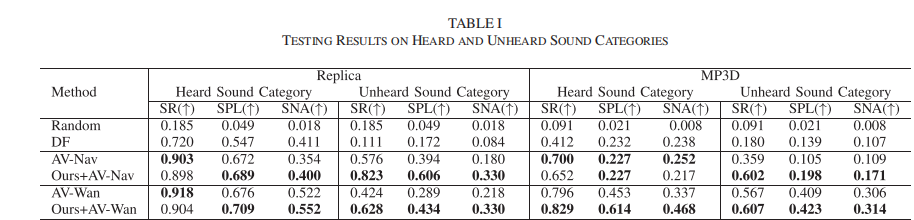 TABLE I
TESTING RESULTS ON HEARD AND UNHEARD SOUND CATEGORIES
Replica MP3D
Method Heard Sound Category Unheard Sound Category Heard Sound Category Unheard Sound Category
SR(↑) SPL(↑) SNA(↑) SR(↑) SPL(↑) SNA(↑) SR(↑) SPL(↑) SNA(↑) SR(↑) SPL(↑) SNA(↑)
Random 0.185 0.049 0.018 0.185 0.049 0.018 0.091 0.021 0.008 0.091 0.021 0.008
DF 0.720 0.547 0.411 0.111 0.172 0.084 0.412 0.232 0.238 0.180 0.139 0.107
AV-Nav 0.903 0.672 0.354 0.576 0.394 0.180 0.700 0.227 0.252 0.359 0.105 0.109
Ours+AV-Nav 0.898 0.689 0.400 0.823 0.606 0.330 0.652 0.227 0.217 0.602 0.198 0.171
AV-Wan 0.918 0.676 0.522 0.424 0.289 0.218 0.796 0.453 0.337 0.567 0.409 0.306
Ours+AV-Wan 0.904 0.709 0.552 0.628 0.434 0.330 0.829 0.614 0.468 0.607 0.423 0.314